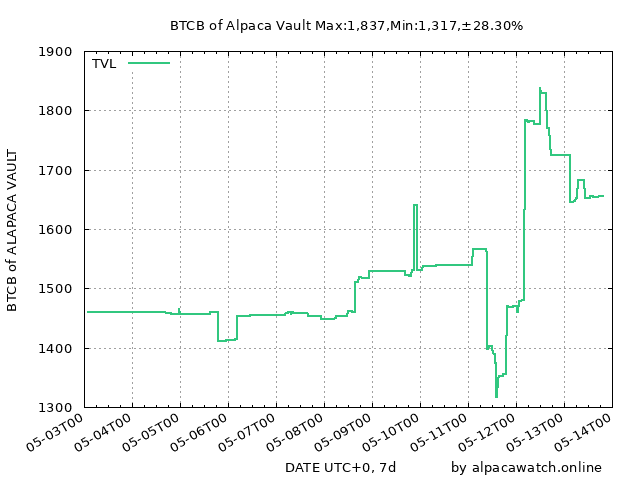 BTCB of Alpaca Vault Max:1,837,Min:1,317,±28.30%
TVL
1900
1800
1700
1600
1500
1400
1300
BTCB of ALAPACA VAULT
05-03T00
05-04T00
05-05T00
05-06T00
05-07T00
05-08T00
05-09T00
05-10T00
05-11T00
05-12T00
05-13T00
05-14T00
DATE UTC+0, 7d
by alpacawatch.online